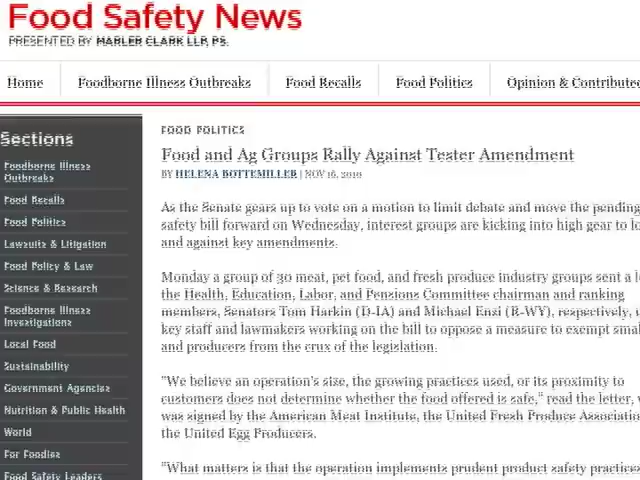 Food Safety News
PRESENTED BY MARLER CLARK LLP, PS.
Home
Foodborne Illness Outbreaks
Food Recalls
Food Politics
Opinion & Contributed
Sections
Foodborne Illness
Outbreaks
Food Recalls
Food Politics
Lawsuits & Litigation
Food Policy & Law
Science & Research
Foodborne Illness
Investigations
Local Food
Sustainability
Government Agencies
Nutrition & Public Health
World
For Foodies
Food Safety Leaders
FOOD POLITICS
Food and Ag Groups Rally Against Tester Amendment
BY HELENA BOTTEMILLER | NOV 16, 2010
As the Senate gears up to vote on a motion to limit debate and move the pending
safety bill forward on Wednesday, interest groups are kicking into high gear to lo
and against key amendments.
Monday a group of 30 meat, pet food, and fresh produce industry groups sent a l
the Health, Education, Labor, and Pensions Committee chairman and ranking
members, Senators Tom Harkin (D-IA) and Michael Enzi (R-WY), respectively, u
key staff and lawmakers working on the bill to oppose a measure to exempt smal
and producers from the crux of the legislation.
"We believe an operation's size, the growing practices used, or its proximity to
customers does not determine whether the food offered is safe," read the letter, w
was signed by the American Meat Institute, the United Fresh Produce Associatio
the United Egg Producers.
"What matters is that the operation implements prudent product safety practices